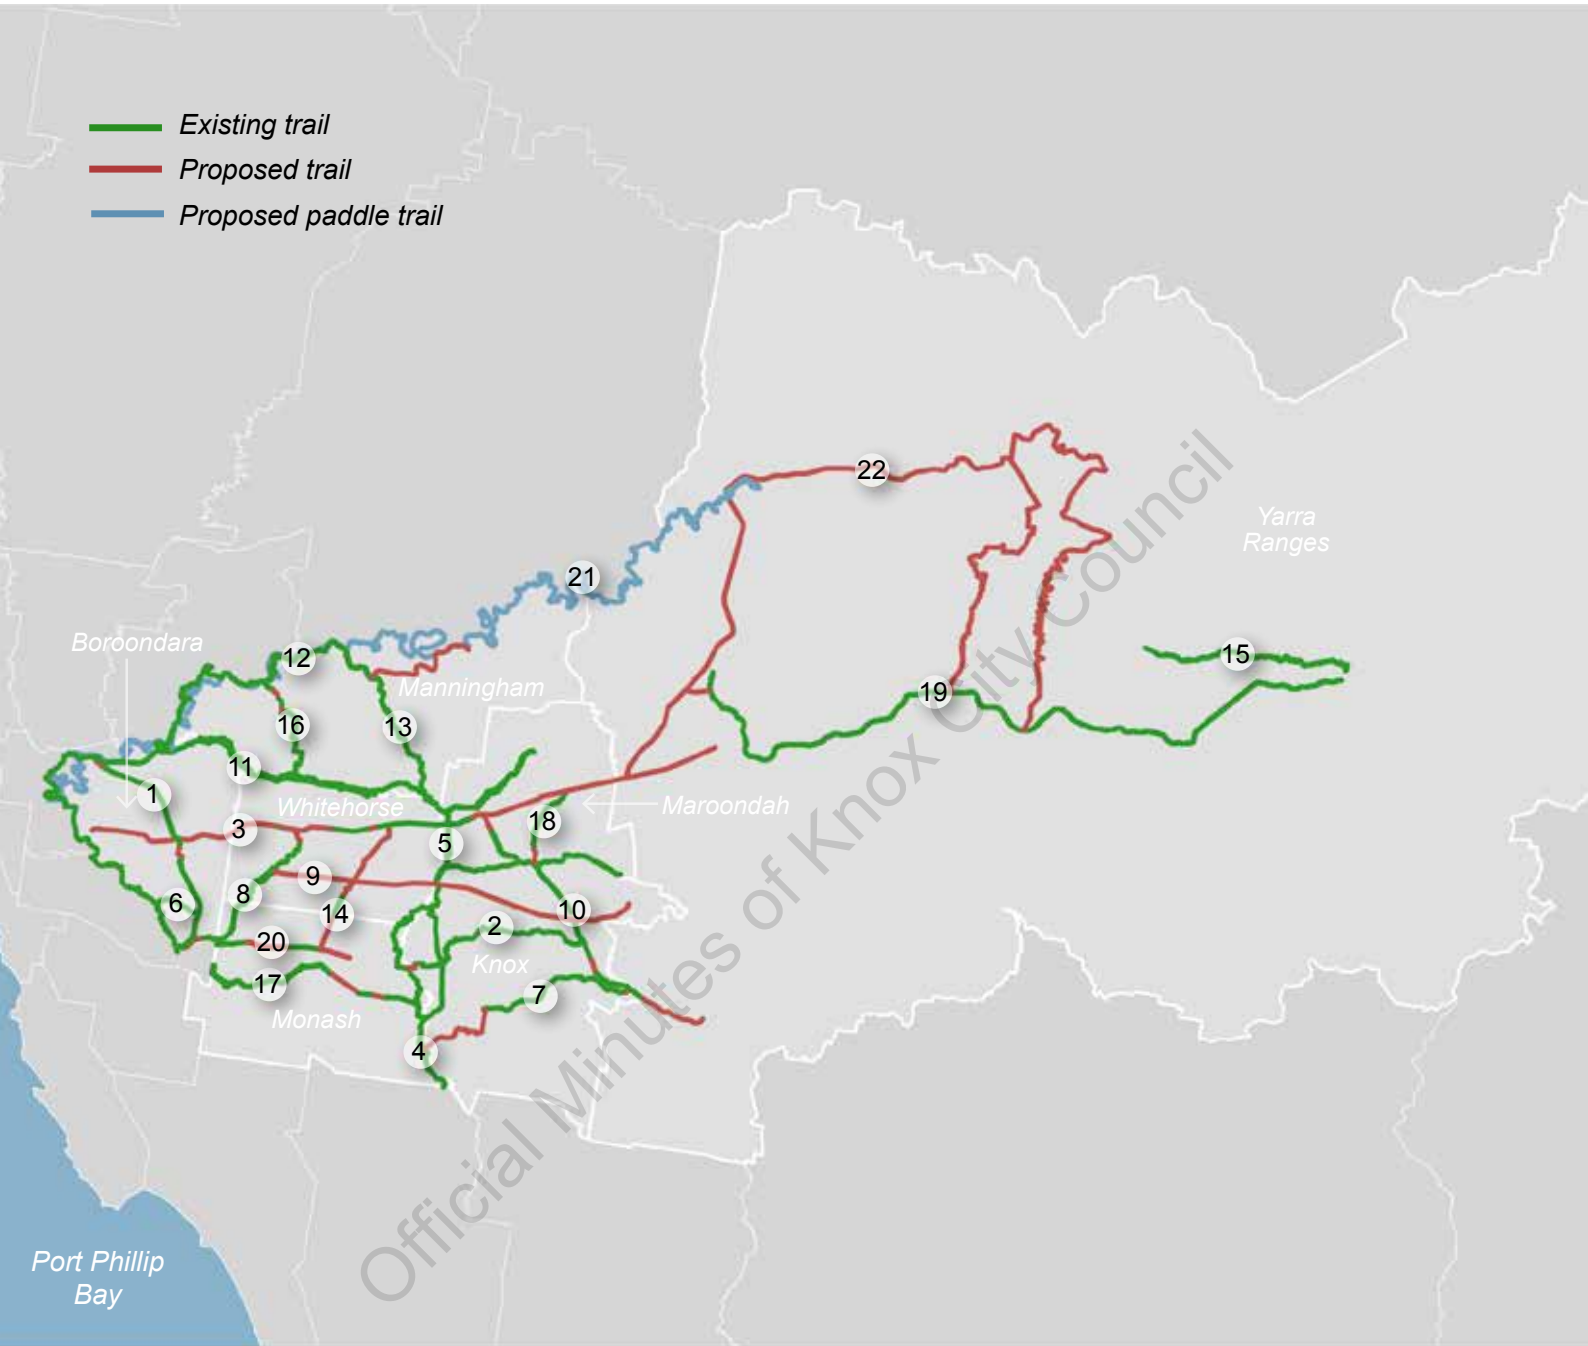 Existing trail
Proposed trail
Proposed paddle trail
22
Yarra
Ranges
21
Boroondara
12
15
Manningham
19
16
13
11
1
Whitehorse
Maroondah
3
18
5
9
8
6
14
10
2
20
Knox
17
7
Monash
4
Port Phillip
Bay
Official Minutes of Knox City Council